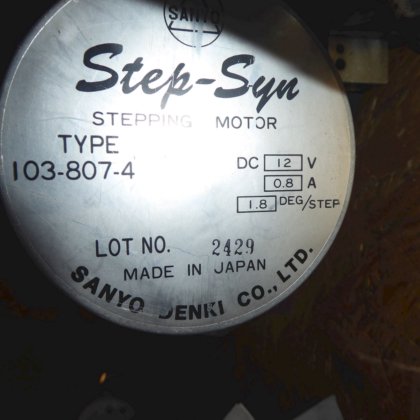 SANYO
Step-Syn
STEPPING MOTOR
TYPE
103-807-4
DC 12 V
0.8 A
1.8 DEG/STEP
LOT NO. 2429
MADE IN JAPAN
SANYO DENKI CO., LTD.